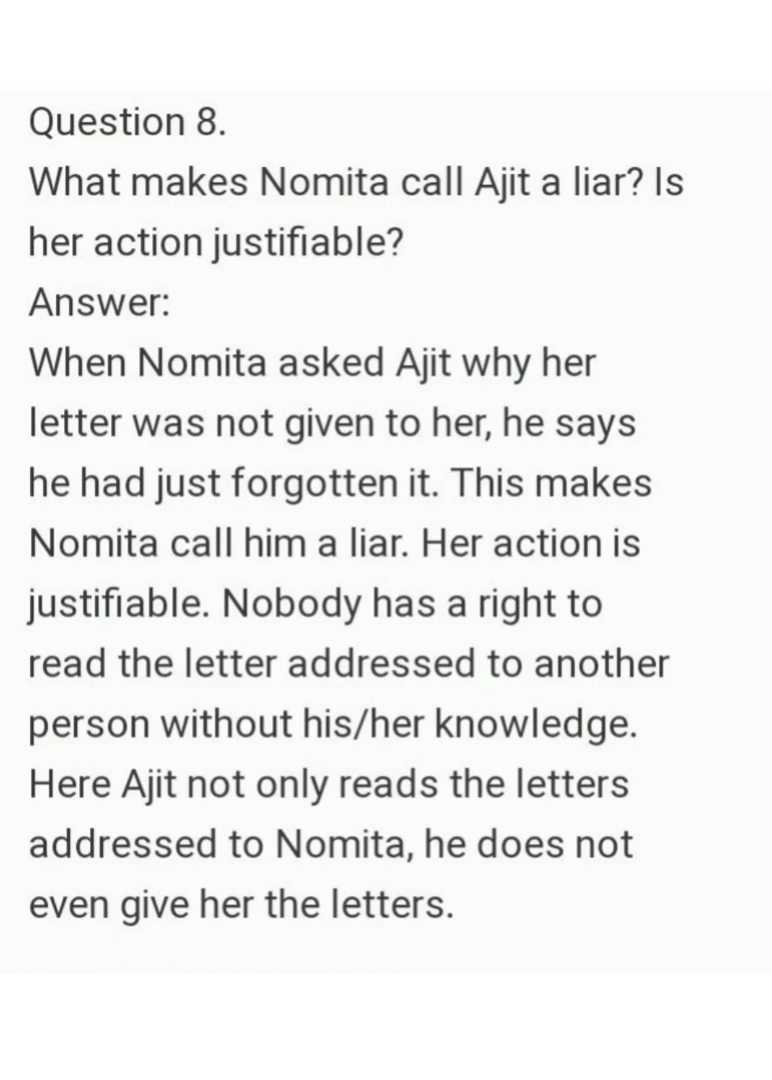 Question 8.
What makes Nomita call Ajit a liar? Is
her action justifiable?
Answer:
When Nomita asked Ajit why her
letter was not given to her, he says
he had just forgotten it. This makes
Nomita call him a liar. Her action is
justifiable. Nobody has a right to
read the letter addressed to another
person without his/her knowledge.
Here Ajit not only reads the letters
addressed to Nomita, he does not
even give her the letters.